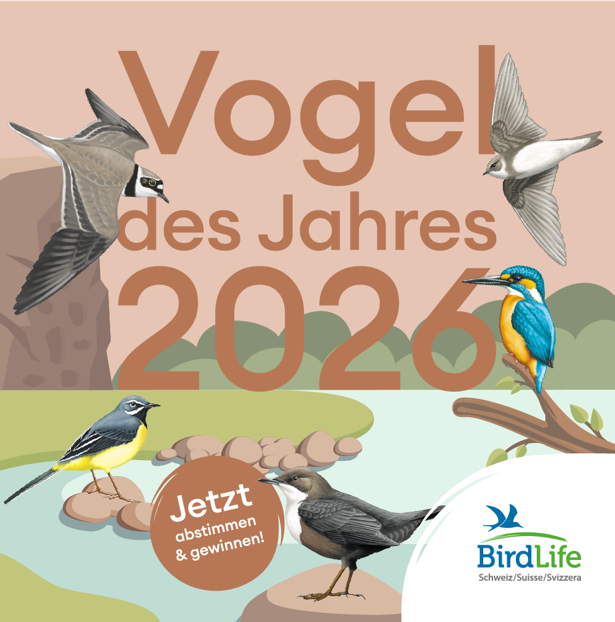 Vogel
des Jahres
2026
Jetzt
abstimmen
& gewinnen!
BirdLife
Schweiz/Suisse/Svizzera